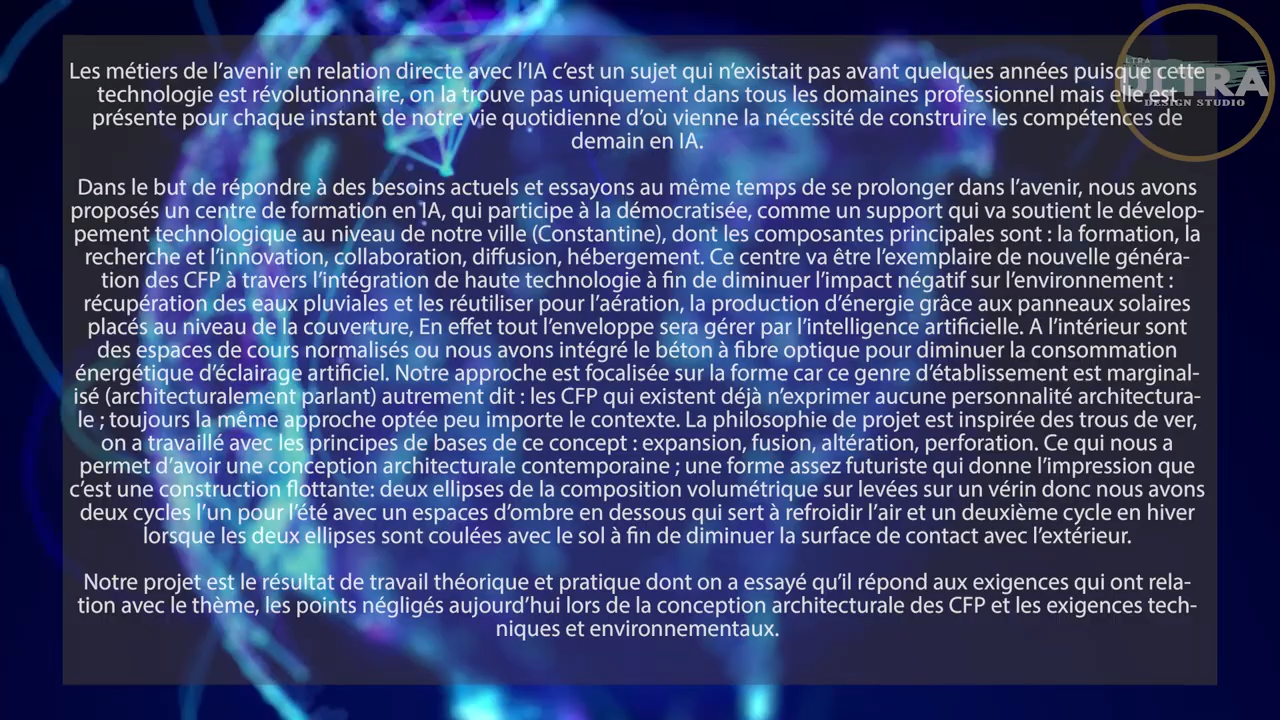 Les métiers de l’avenir en relation directe avec l’IA c’est un sujet qui n’existait pas avant quelques années puisque cette
technologie est révolutionnaire, on la trouve pas uniquement dans tous les domaines professionnel mais elle est
présente pour chaque instant de notre vie quotidienne d’où vienne la nécessité de construire les compétences de
demain en IA.
Dans le but de répondre à des besoins actuels et essayons au même temps de se prolonger dans l’avenir, nous avons
proposés un centre de formation en IA, qui participe à la démocratisée, comme un support qui va soutient le dévelop-
pement technologique au niveau de notre ville (Constantine), dont les composantes principales sont : la formation, la
recherche et l’innovation, collaboration, diffusion, hébergement. Ce centre va être l’exemplaire de nouvelle généra-
tion des CFP à travers l’intégration de haute technologie à fin de diminuer l’impact négatif sur l’environnement :
récupération des eaux pluviales et les réutiliser pour l’aération, la production d’énergie grâce aux panneaux solaires
placés au niveau de la couverture, En effet tout l’enveloppe sera gérer par l’intelligence artificielle. A l’intérieur sont
des espaces de cours normalisés ou nous avons intégré le béton à fibre optique pour diminuer la consommation
énergétique d’éclairage artificiel. Notre approche est focalisée sur la forme car ce genre d’établissement est marginal-
isé (architecturalement parlant) autrement dit : les CFP qui existent déjà n’exprimer aucune personnalité architectura-
le ; toujours la même approche optée peu importe le contexte. La philosophie de projet est inspirée des trous de ver,
on a travaillé avec les principes de bases de ce concept : expansion, fusion, altération, perforation. Ce qui nous a
permet d’avoir une conception architecturale contemporaine ; une forme assez futuriste qui donne l’impression que
c’est une construction flottante: deux ellipses de la composition volumétrique sur levées sur un vérin donc nous avons
deux cycles l’un pour l’été avec un espaces d’ombre en dessous qui sert à refroidir l’air et un deuxième cycle en hiver
lorsque les deux ellipses sont coulées avec le sol à fin de diminuer la surface de contact avec l’extérieur.
Notre projet est le résultat de travail théorique et pratique dont on a essayé qu’il répond aux exigences qui ont rela-
tion avec le thème, les points négligés aujourd’hui lors de la conception architecturale des CFP et les exigences tech-
niques et environnementaux.
LTRA
ULTRA
DESIGN STUDIO